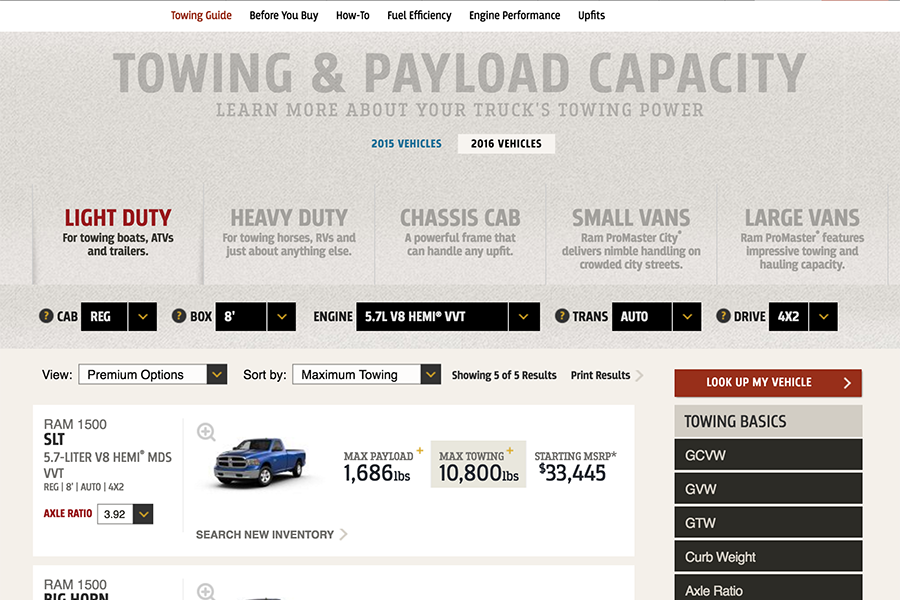 Towing Guide Before You Buy How-To Fuel Efficiency Engine Performance Upfits
TOWING & PAYLOAD CAPACITY
LEARN MORE ABOUT YOUR TRUCK'S TOWING POWER
2015 VEHICLES 2016 VEHICLES
LIGHT DUTY
For towing boats, ATVs
and trailers.
HEAVY DUTY
For towing horses, RVs and
just about anything else.
CHASSIS CAB
A powerful frame that
can handle any upfit.
SMALL VANS
Ram ProMaster City®
delivers nimble handling on
crowded city streets.
LARGE VANS
Ram ProMaster® features
impressive towing and
hauling capacity.
? CAB REG ? BOX 8' ENGINE 5.7L V8 HEMI® VVT ? TRANS AUTO ? DRIVE 4X2
View: Premium Options Sort by: Maximum Towing Showing 5 of 5 Results Print Results
RAM 1500
SLT
5.7-LITER V8 HEMI® MDS
VVT
REG | 8' | AUTO | 4X2
AXLE RATIO 3.92
MAX PAYLOAD +
1,686lbs
MAX TOWING +
10,800lbs
STARTING MSRP*
$33,445
SEARCH NEW INVENTORY
RAM 1500
BIG HORN
LOOK UP MY VEHICLE
TOWING BASICS
GCVW
GVW
GTW
Curb Weight
Axle Ratio